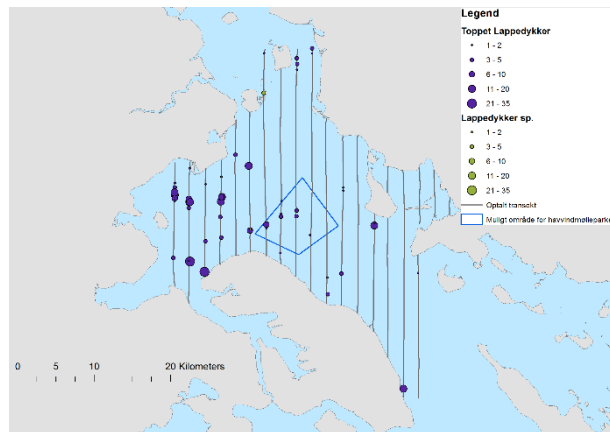 Legend
Toppet Lappedykker
1 - 2
3 - 5
6 - 10
11 - 20
21 - 35
Lappedykker sp.
1 - 2
3 - 5
6 - 10
11 - 20
21 - 35
Optalt transekt
Muligt område for havvindmølleparker
0 5 10 20 Kilometers